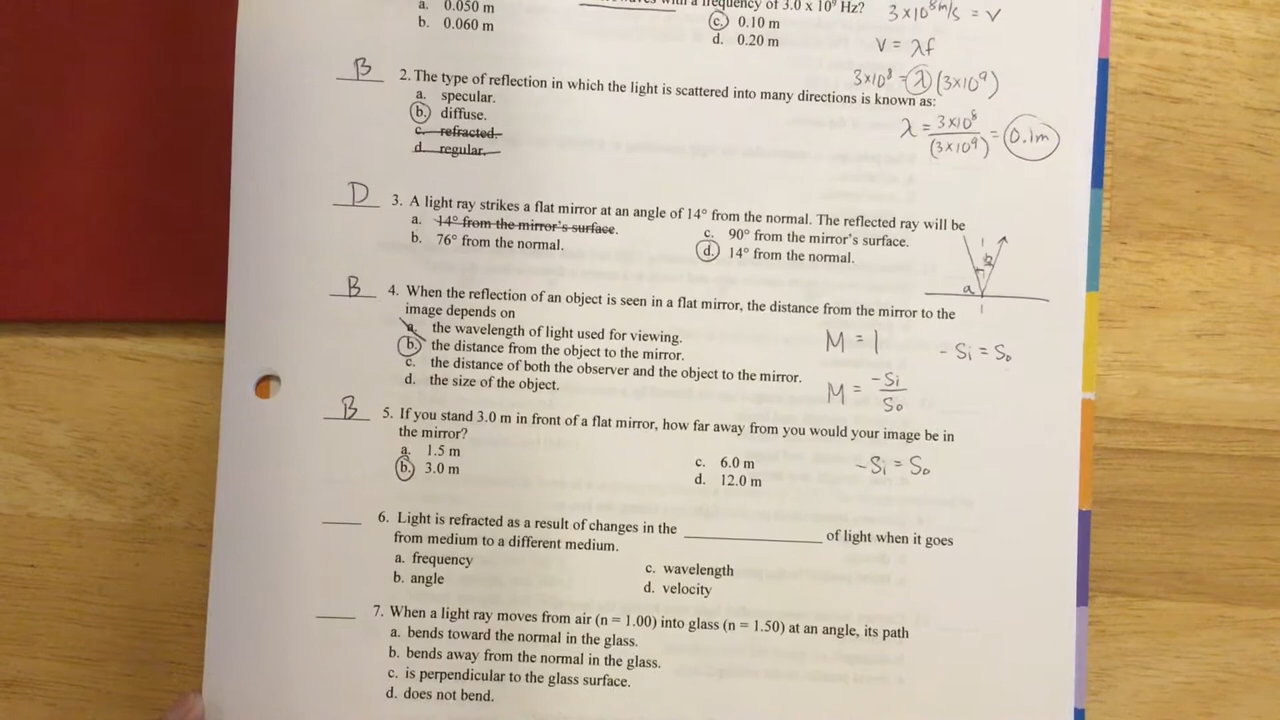 a. 0.050 m
b. 0.060 m
with a frequency of 3.0 x 10⁹ Hz?
c. 0.10 m
d. 0.20 m
3×10⁸ m/s = v
v = λf
3×10⁸ = λ (3×10⁹)
λ = 3×10⁸ / (3×10⁹) = 0.1m
B 2. The type of reflection in which the light is scattered into many directions is known as:
a. specular.
b. diffuse.
c. refracted.
d. regular.
D 3. A light ray strikes a flat mirror at an angle of 14° from the normal. The reflected ray will be
a. 14° from the mirror's surface.
b. 76° from the normal.
c. 90° from the mirror's surface.
d. 14° from the normal.
a
B 4. When the reflection of an object is seen in a flat mirror, the distance from the mirror to the
image depends on
a. the wavelength of light used for viewing.
b. the distance from the object to the mirror.
c. the distance of both the observer and the object to the mirror.
d. the size of the object.
M = 1
-Si = So
M = -Si / So
B 5. If you stand 3.0 m in front of a flat mirror, how far away from you would your image be in
the mirror?
a. 1.5 m
b. 3.0 m
c. 6.0 m
d. 12.0 m
-Si = So
6. Light is refracted as a result of changes in the ____________ of light when it goes
from medium to a different medium.
a. frequency
b. angle
c. wavelength
d. velocity
7. When a light ray moves from air (n = 1.00) into glass (n = 1.50) at an angle, its path
a. bends toward the normal in the glass.
b. bends away from the normal in the glass.
c. is perpendicular to the glass surface.
d. does not bend.